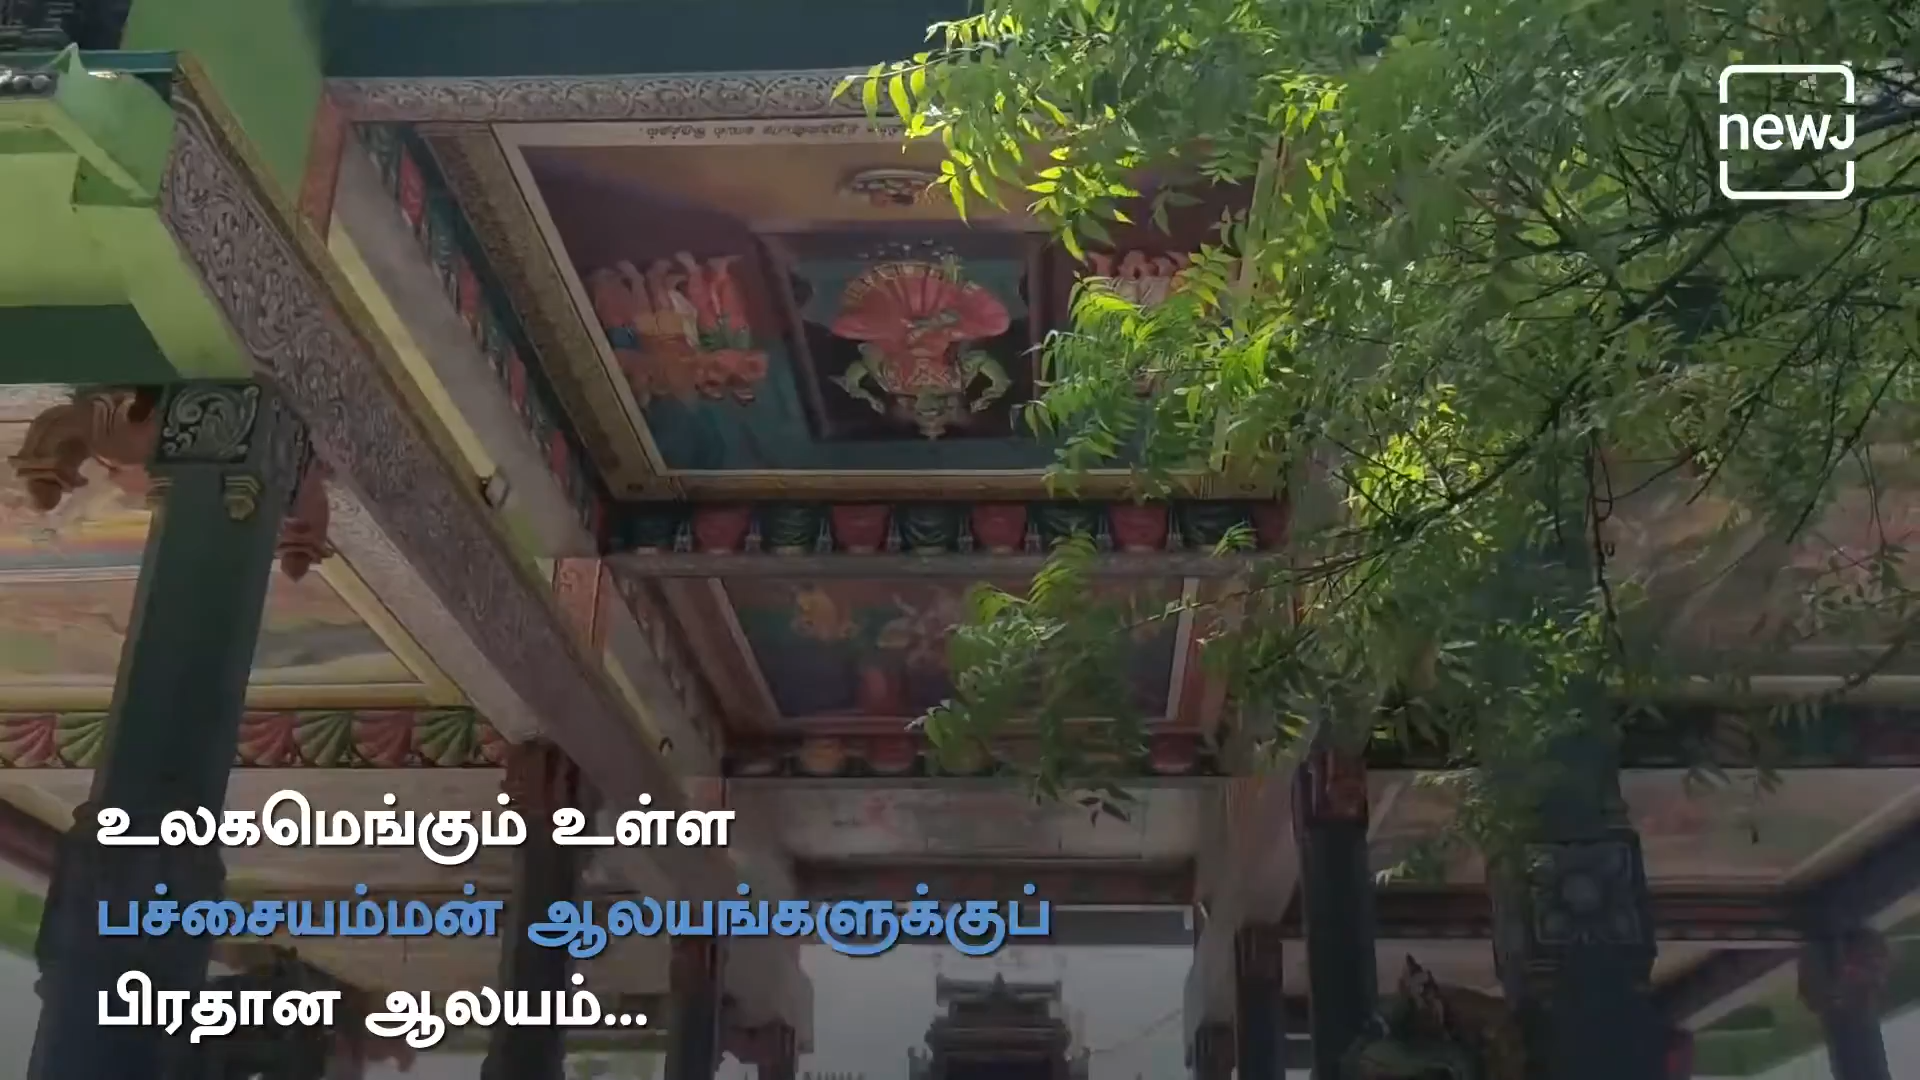 newJ
உலகமெங்கும் உள்ள
பச்சையம்மன் ஆலயங்களுக்குப்
பிரதான ஆலயம்...